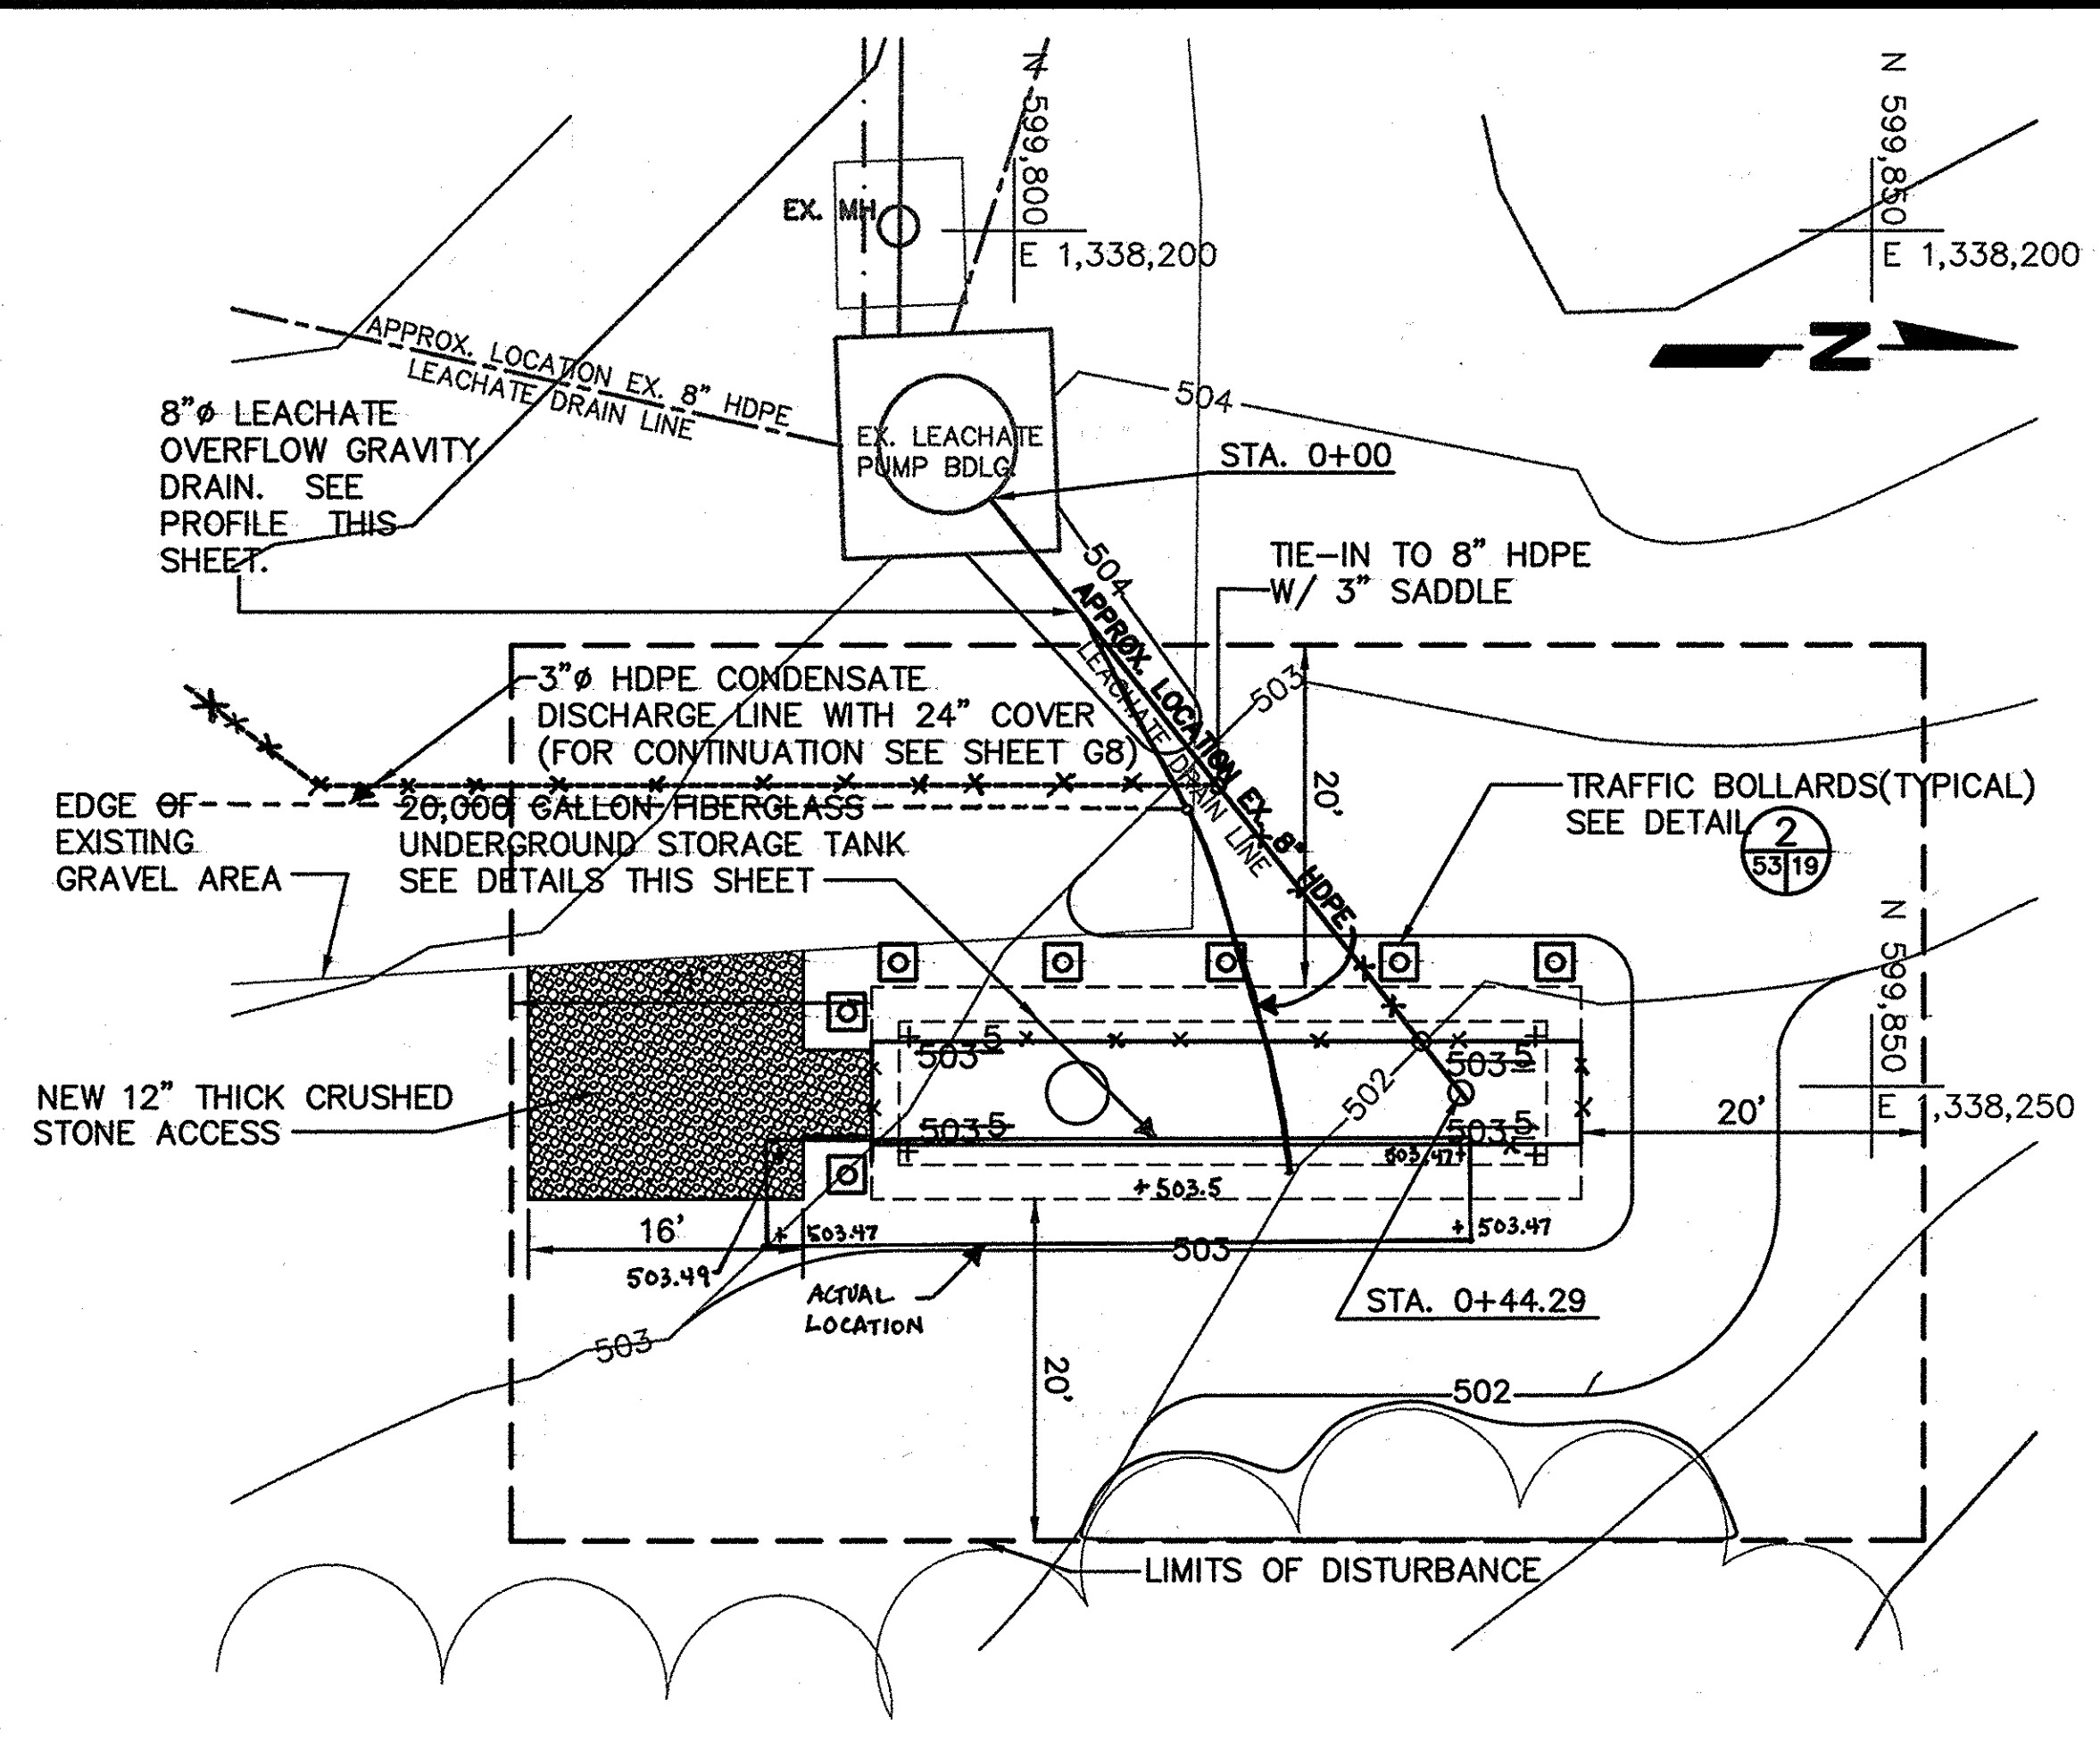 N 599,800
E 1,338,200
N 599,850
E 1,338,200
EX. MH
N
APPROX. LOCATION EX. 8" HDPE
LEACHATE DRAIN LINE
8"ø LEACHATE
OVERFLOW GRAVITY
DRAIN. SEE
PROFILE THIS
SHEET.
EX. LEACHATE
PUMP BDLG.
504
STA. 0+00
504
TIE-IN TO 8" HDPE
W/ 3" SADDLE
APPROX. LOCATION EX. 8" HDPE
LEACHATE DRAIN LINE
503
3"ø HDPE CONDENSATE
DISCHARGE LINE WITH 24" COVER
(FOR CONTINUATION SEE SHEET G8)
20'
TRAFFIC BOLLARDS(TYPICAL)
SEE DETAIL
2
53 19
EDGE OF
EXISTING
GRAVEL AREA
20,000 GALLON FIBERGLASS
UNDERGROUND STORAGE TANK
SEE DETAILS THIS SHEET
N 599,850
E 1,338,250
503.5
503.5
503.5
503.5
502
20'
NEW 12" THICK CRUSHED
STONE ACCESS
503.47
+503.5
16'
503.47
503.47
503
503.49
ACTUAL
LOCATION
STA. 0+44.29
503
20'
502
LIMITS OF DISTURBANCE